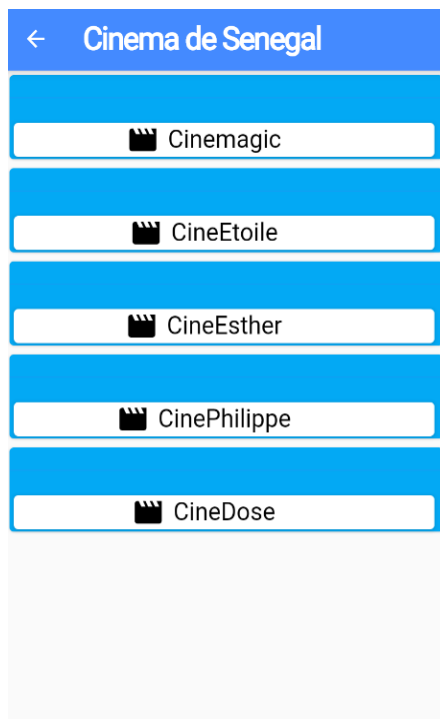 Cinema de Senegal
Cinemagic
CineEtoile
CineEsther
CinePhilippe
CineDose